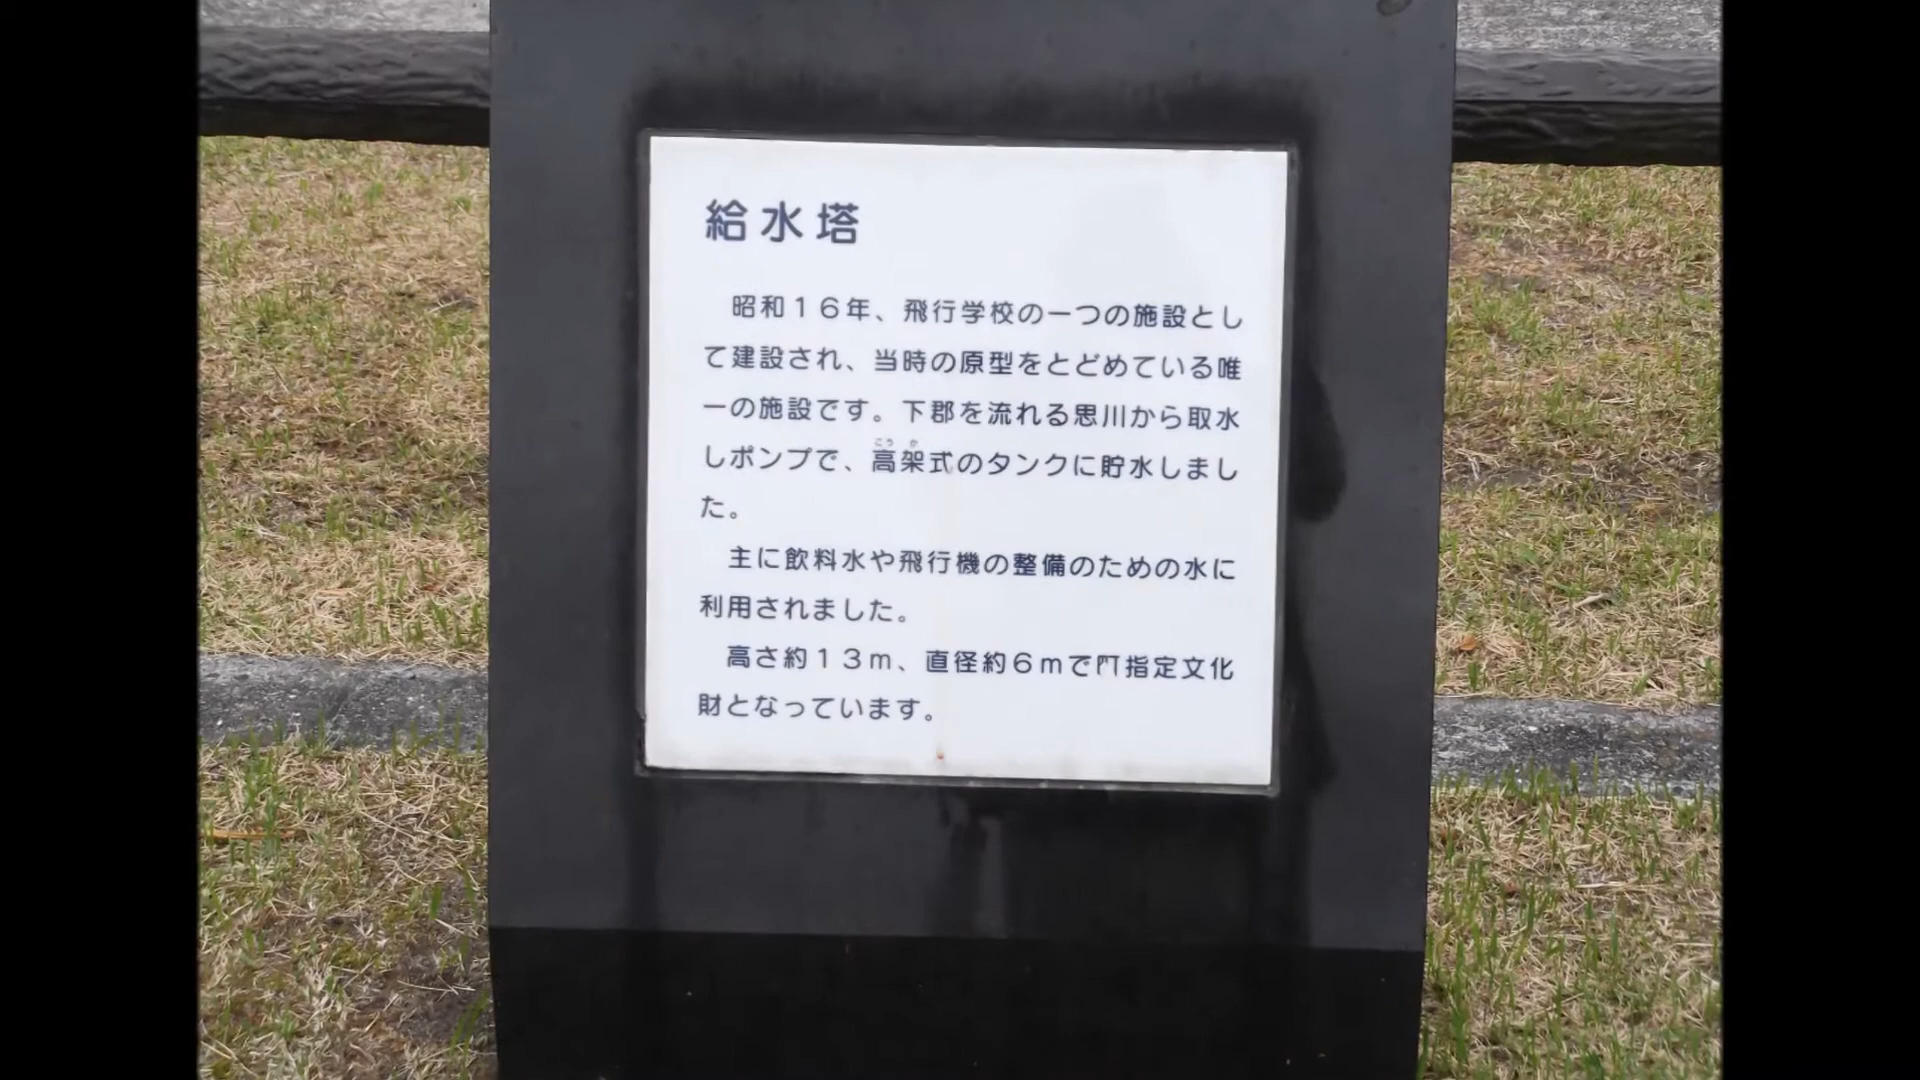 給水塔
昭和16年、飛行学校の一つの施設とし
て建設され、当時の原型をとどめている唯
一の施設です。下郡を流れる思川から取水
しポンプで、高架式のタンクに貯水しまし
こう か
た。
主に飲料水や飛行機の整備のための水に
利用されました。
高さ約13m、直径約6mで 指定文化
財となっています。